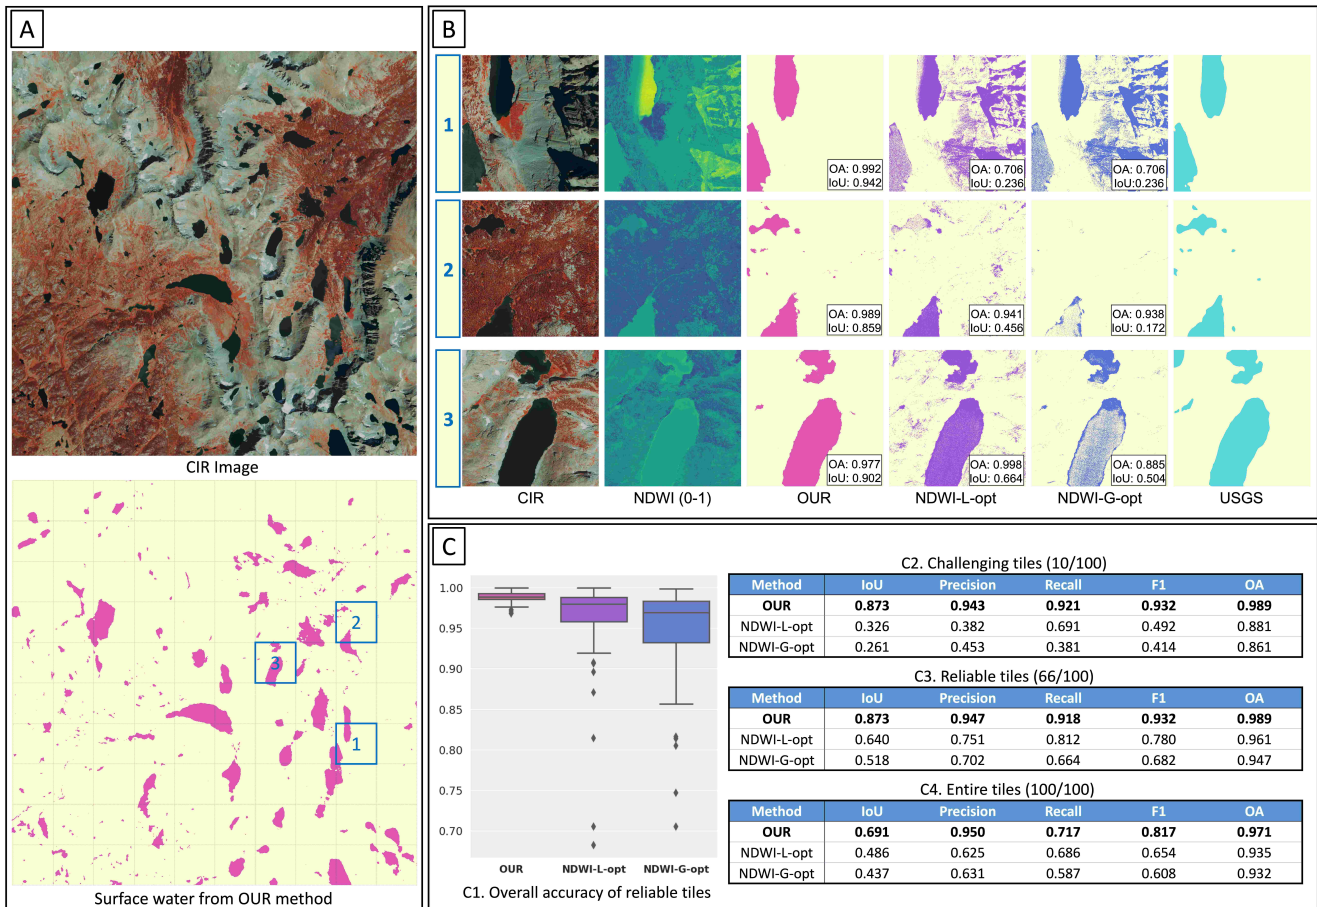 A
CIR Image
2
3
1
Surface water from OUR method
B
1
OA: 0.992
IoU: 0.942
OA: 0.706
IoU: 0.236
OA: 0.706
IoU:0.236
2
OA: 0.989
IoU: 0.859
OA: 0.941
IoU: 0.456
OA: 0.938
IoU: 0.172
3
OA: 0.977
IoU: 0.902
OA: 0.998
IoU: 0.664
OA: 0.885
IoU: 0.504
CIR NDWI (0-1) OUR NDWI-L-opt NDWI-G-opt USGS
C
1.00
0.95
0.90
0.85
0.80
0.75
0.70
OUR NDWI-L-opt NDWI-G-opt
C1. Overall accuracy of reliable tiles
C2. Challenging tiles (10/100)
Method IoU Precision Recall F1 OA
OUR 0.873 0.943 0.921 0.932 0.989
NDWI-L-opt 0.326 0.382 0.691 0.492 0.881
NDWI-G-opt 0.261 0.453 0.381 0.414 0.861
C3. Reliable tiles (66/100)
Method IoU Precision Recall F1 OA
OUR 0.873 0.947 0.918 0.932 0.989
NDWI-L-opt 0.640 0.751 0.812 0.780 0.961
NDWI-G-opt 0.518 0.702 0.664 0.682 0.947
C4. Entire tiles (100/100)
Method IoU Precision Recall F1 OA
OUR 0.691 0.950 0.717 0.817 0.971
NDWI-L-opt 0.486 0.625 0.686 0.654 0.935
NDWI-G-opt 0.437 0.631 0.587 0.608 0.932